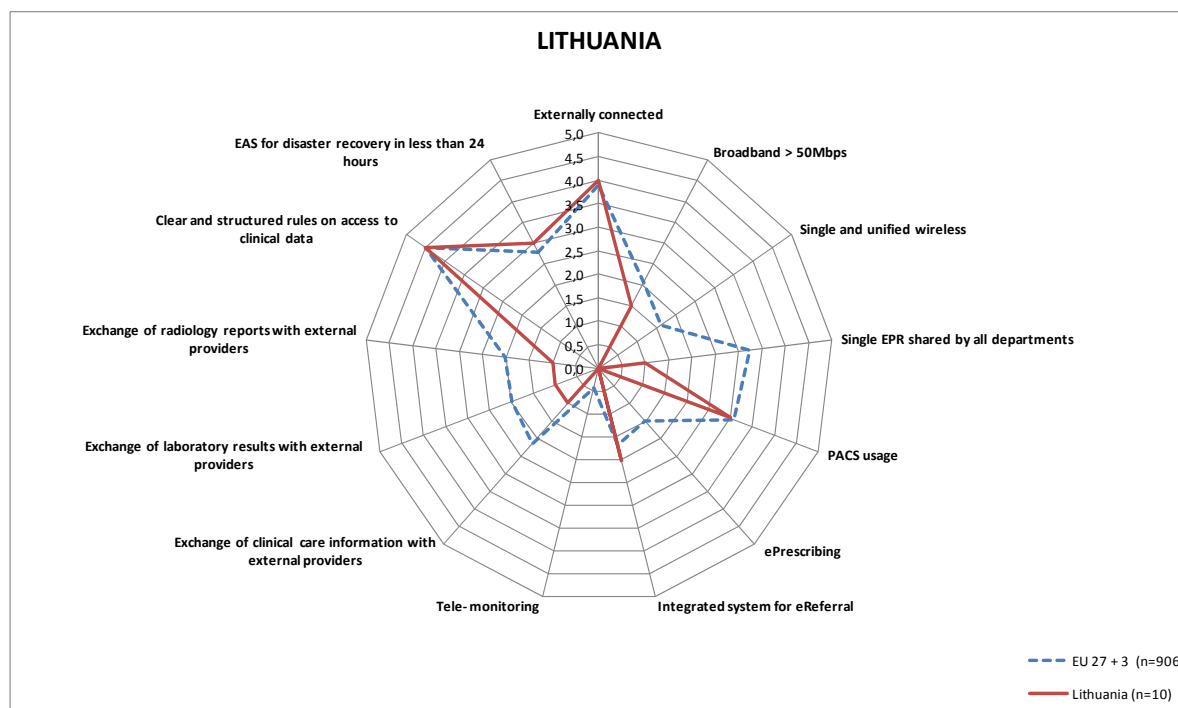 LITHUANIA
Externally connected
Broadband > 50Mbps
Single and unified wireless
Single EPR shared by all departments
PACS usage
ePrescribing
Integrated system for eReferral
Tele- monitoring
Exchange of clinical care information with
external providers
Exchange of laboratory results with external
providers
Exchange of radiology reports with external
providers
Clear and structured rules on access to
clinical data
EAS for disaster recovery in less than 24
hours
5,0
4,5
4,0
3,5
3,0
2,5
2,0
1,5
1,0
0,5
0,0
EU 27 + 3 (n=906
Lithuania (n=10)